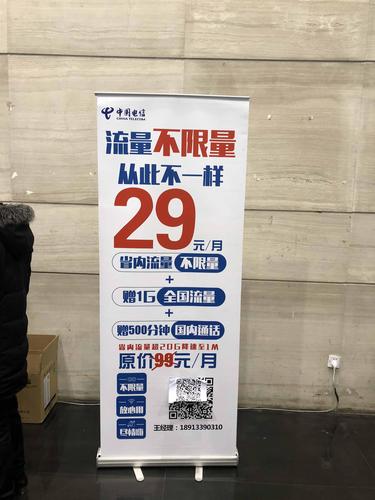 中国电信
CHINA TELECOM
流量不限量
从此不一样
29元/月
省内流量 不限量
+
赠1G 全国流量
+
赠500分钟 国内通话
省内流量超20G降速至1M
原价99元/月
不限量
放心用
尽情嗨
王经理：18913390310